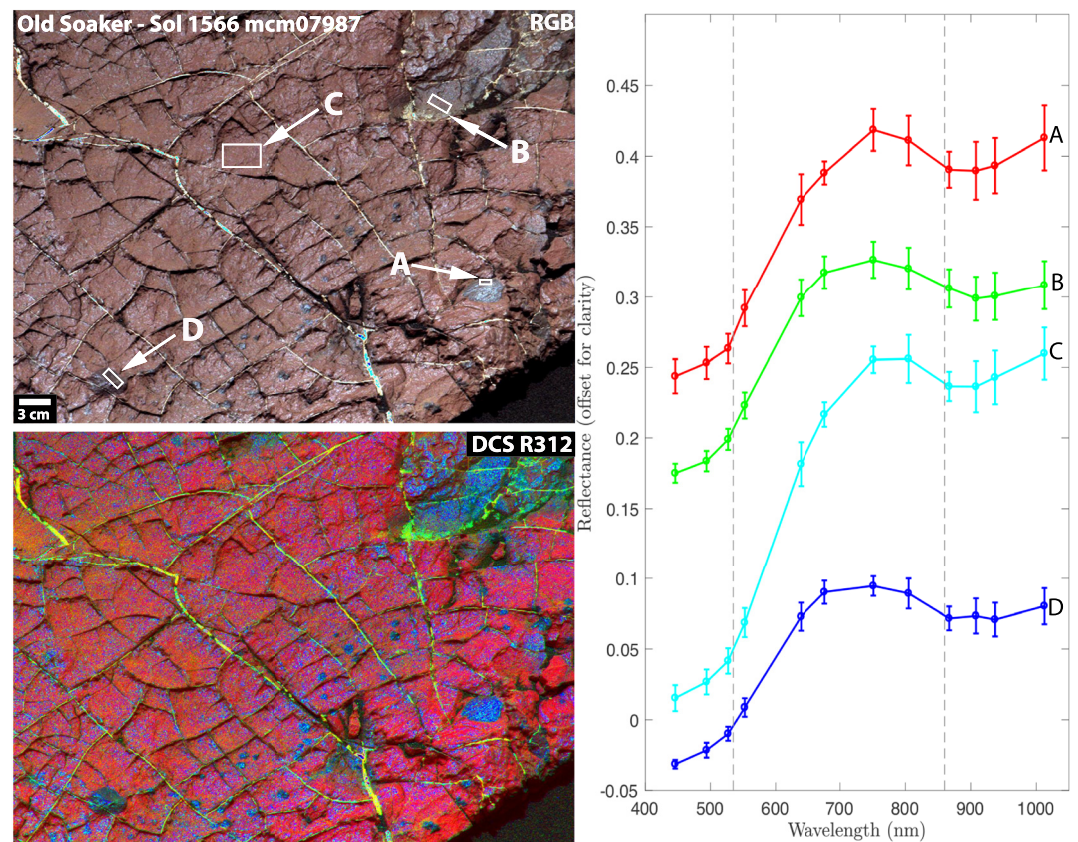 Old Soaker - Sol 1566 mcm07987
RGB
C
B
A
D
3 cm
DCS R312
0.45
0.4
0.35
0.3
0.25
0.2
0.15
0.1
0.05
0
-0.05
400
500
600
700
800
900
1000
Wavelength (nm)
Reflectance (offset for clarity)
A
B
C
D